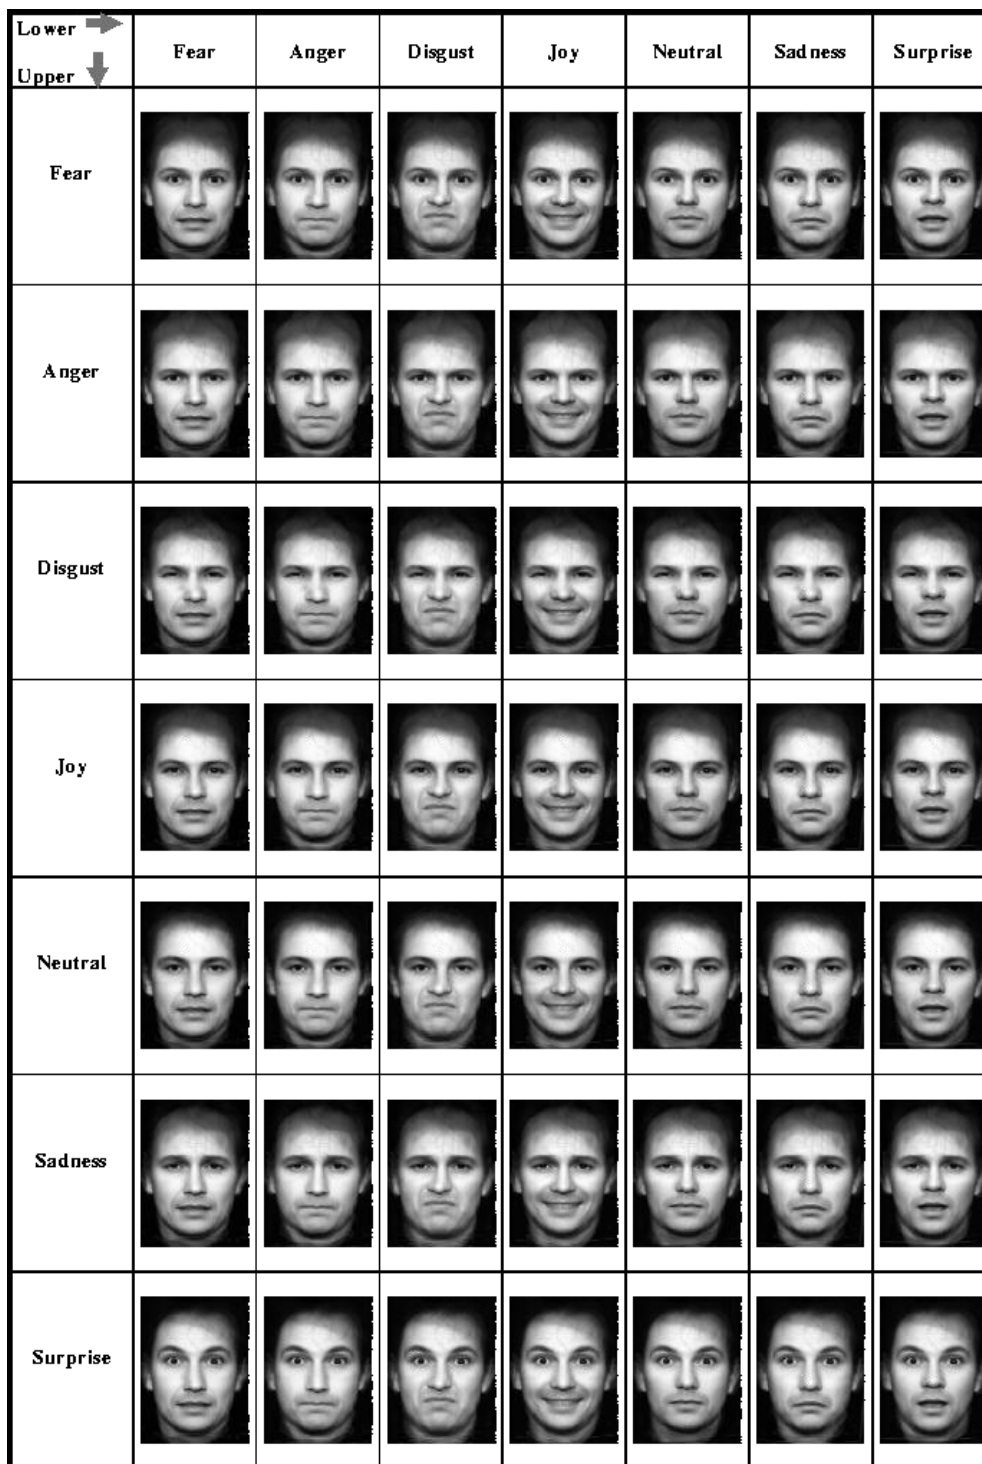 Lower
Upper
Fear Anger Disgust Joy Neutral Sadness Surprise
Fear
Anger
Disgust
Joy
Neutral
Sadness
Surprise